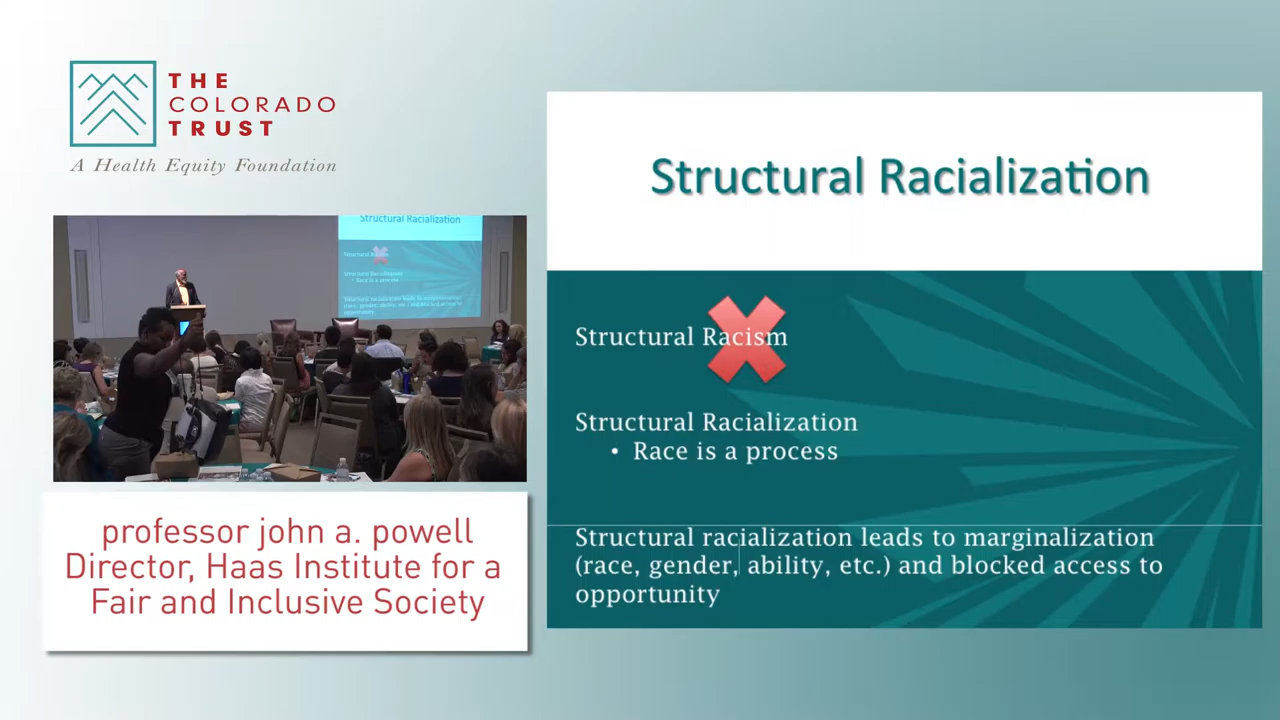 THE
COLORADO
TRUST
A Health Equity Foundation
Structural Racialization
professor john a. powell
Director, Haas Institute for a
Fair and Inclusive Society
Structural Racialization
Structural Racism
Structural Racialization
• Race is a process
Structural racialization leads to marginalization
(race, gender, ability, etc.) and blocked access to
opportunity